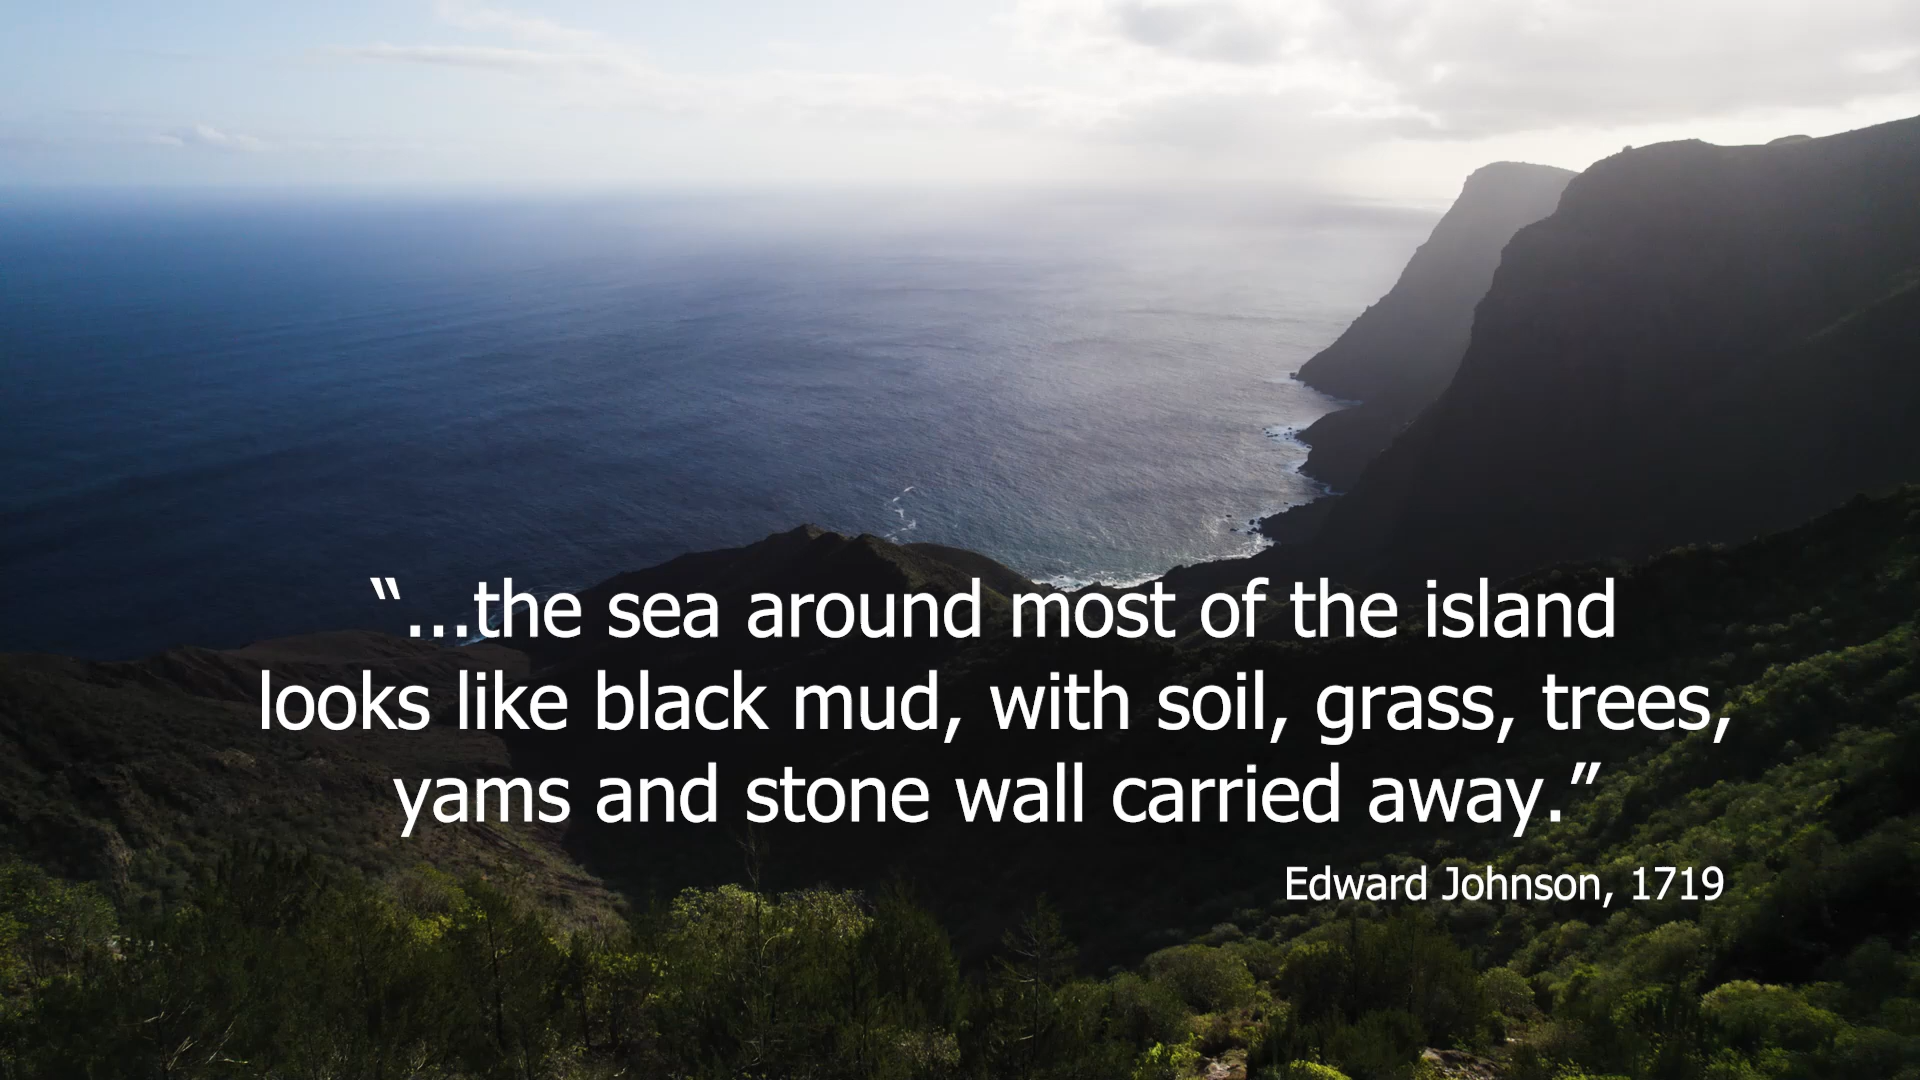 “...the sea around most of the island
looks like black mud, with soil, grass, trees,
yams and stone wall carried away.”
Edward Johnson, 1719